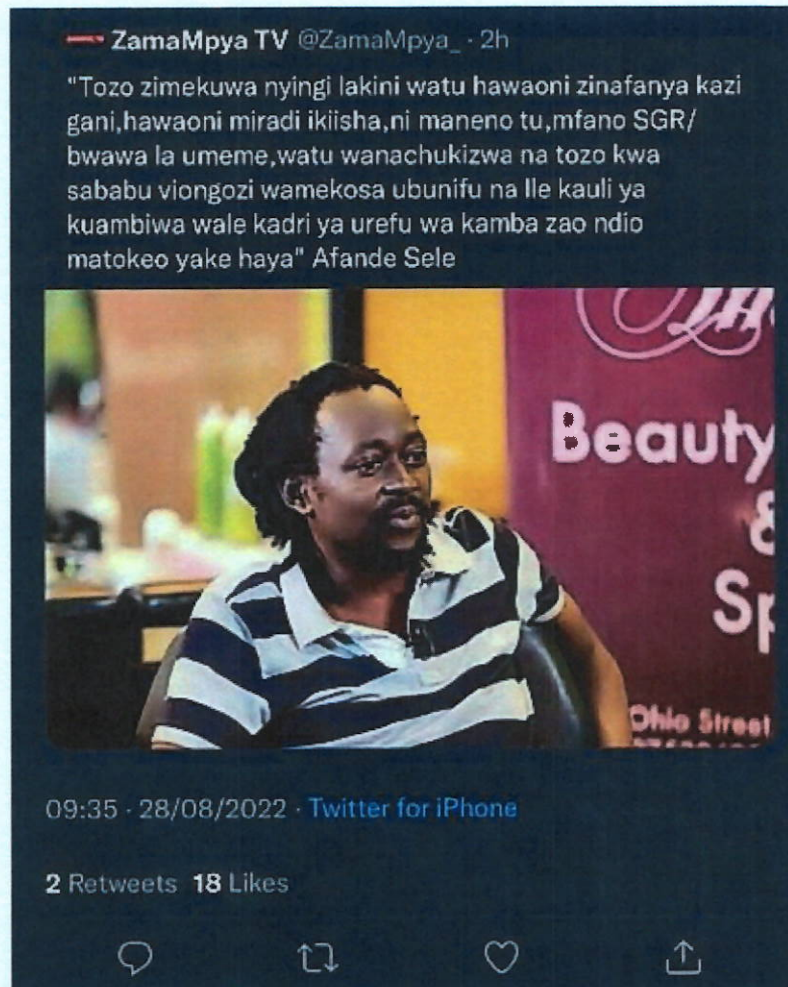 ZamaMpya TV @ZamaMpya_ · 2h
"Tozo zimekuwa nyingi lakini watu hawaoni zinafanya kazi
gani,hawaoni miradi ikiisha,ni maneno tu,mfano SGR/
bwawa la umeme,watu wanachukizwa na tozo kwa
sababu viongozi wamekosa ubunifu na lle kauli ya
kuambiwa wale kadri ya urefu wa kamba zao ndio
matokeo yake haya" Afande Sele
Beauty
&
Sp
Ohio Street
09:35 · 28/08/2022 · Twitter for iPhone
2 Retweets 18 Likes